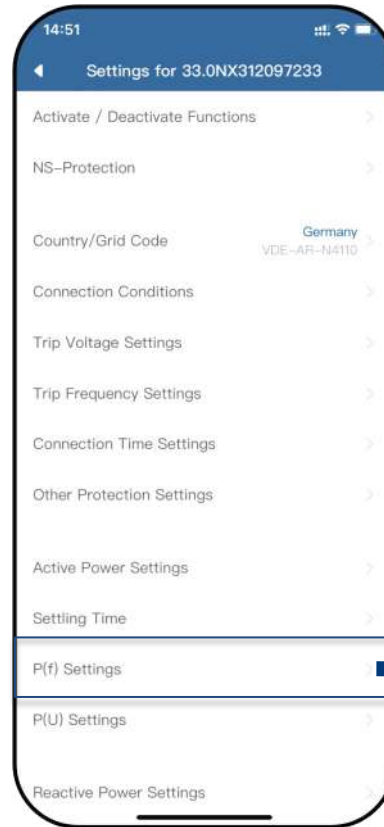 14:51
Settings for 33.0NX312097233
Activate / Deactivate Functions
NS-Protection
Country/Grid Code
Germany
VDE-AR-N4110
Connection Conditions
Trip Voltage Settings
Trip Frequency Settings
Connection Time Settings
Other Protection Settings
Active Power Settings
Settling Time
P(f) Settings
P(U) Settings
Reactive Power Settings